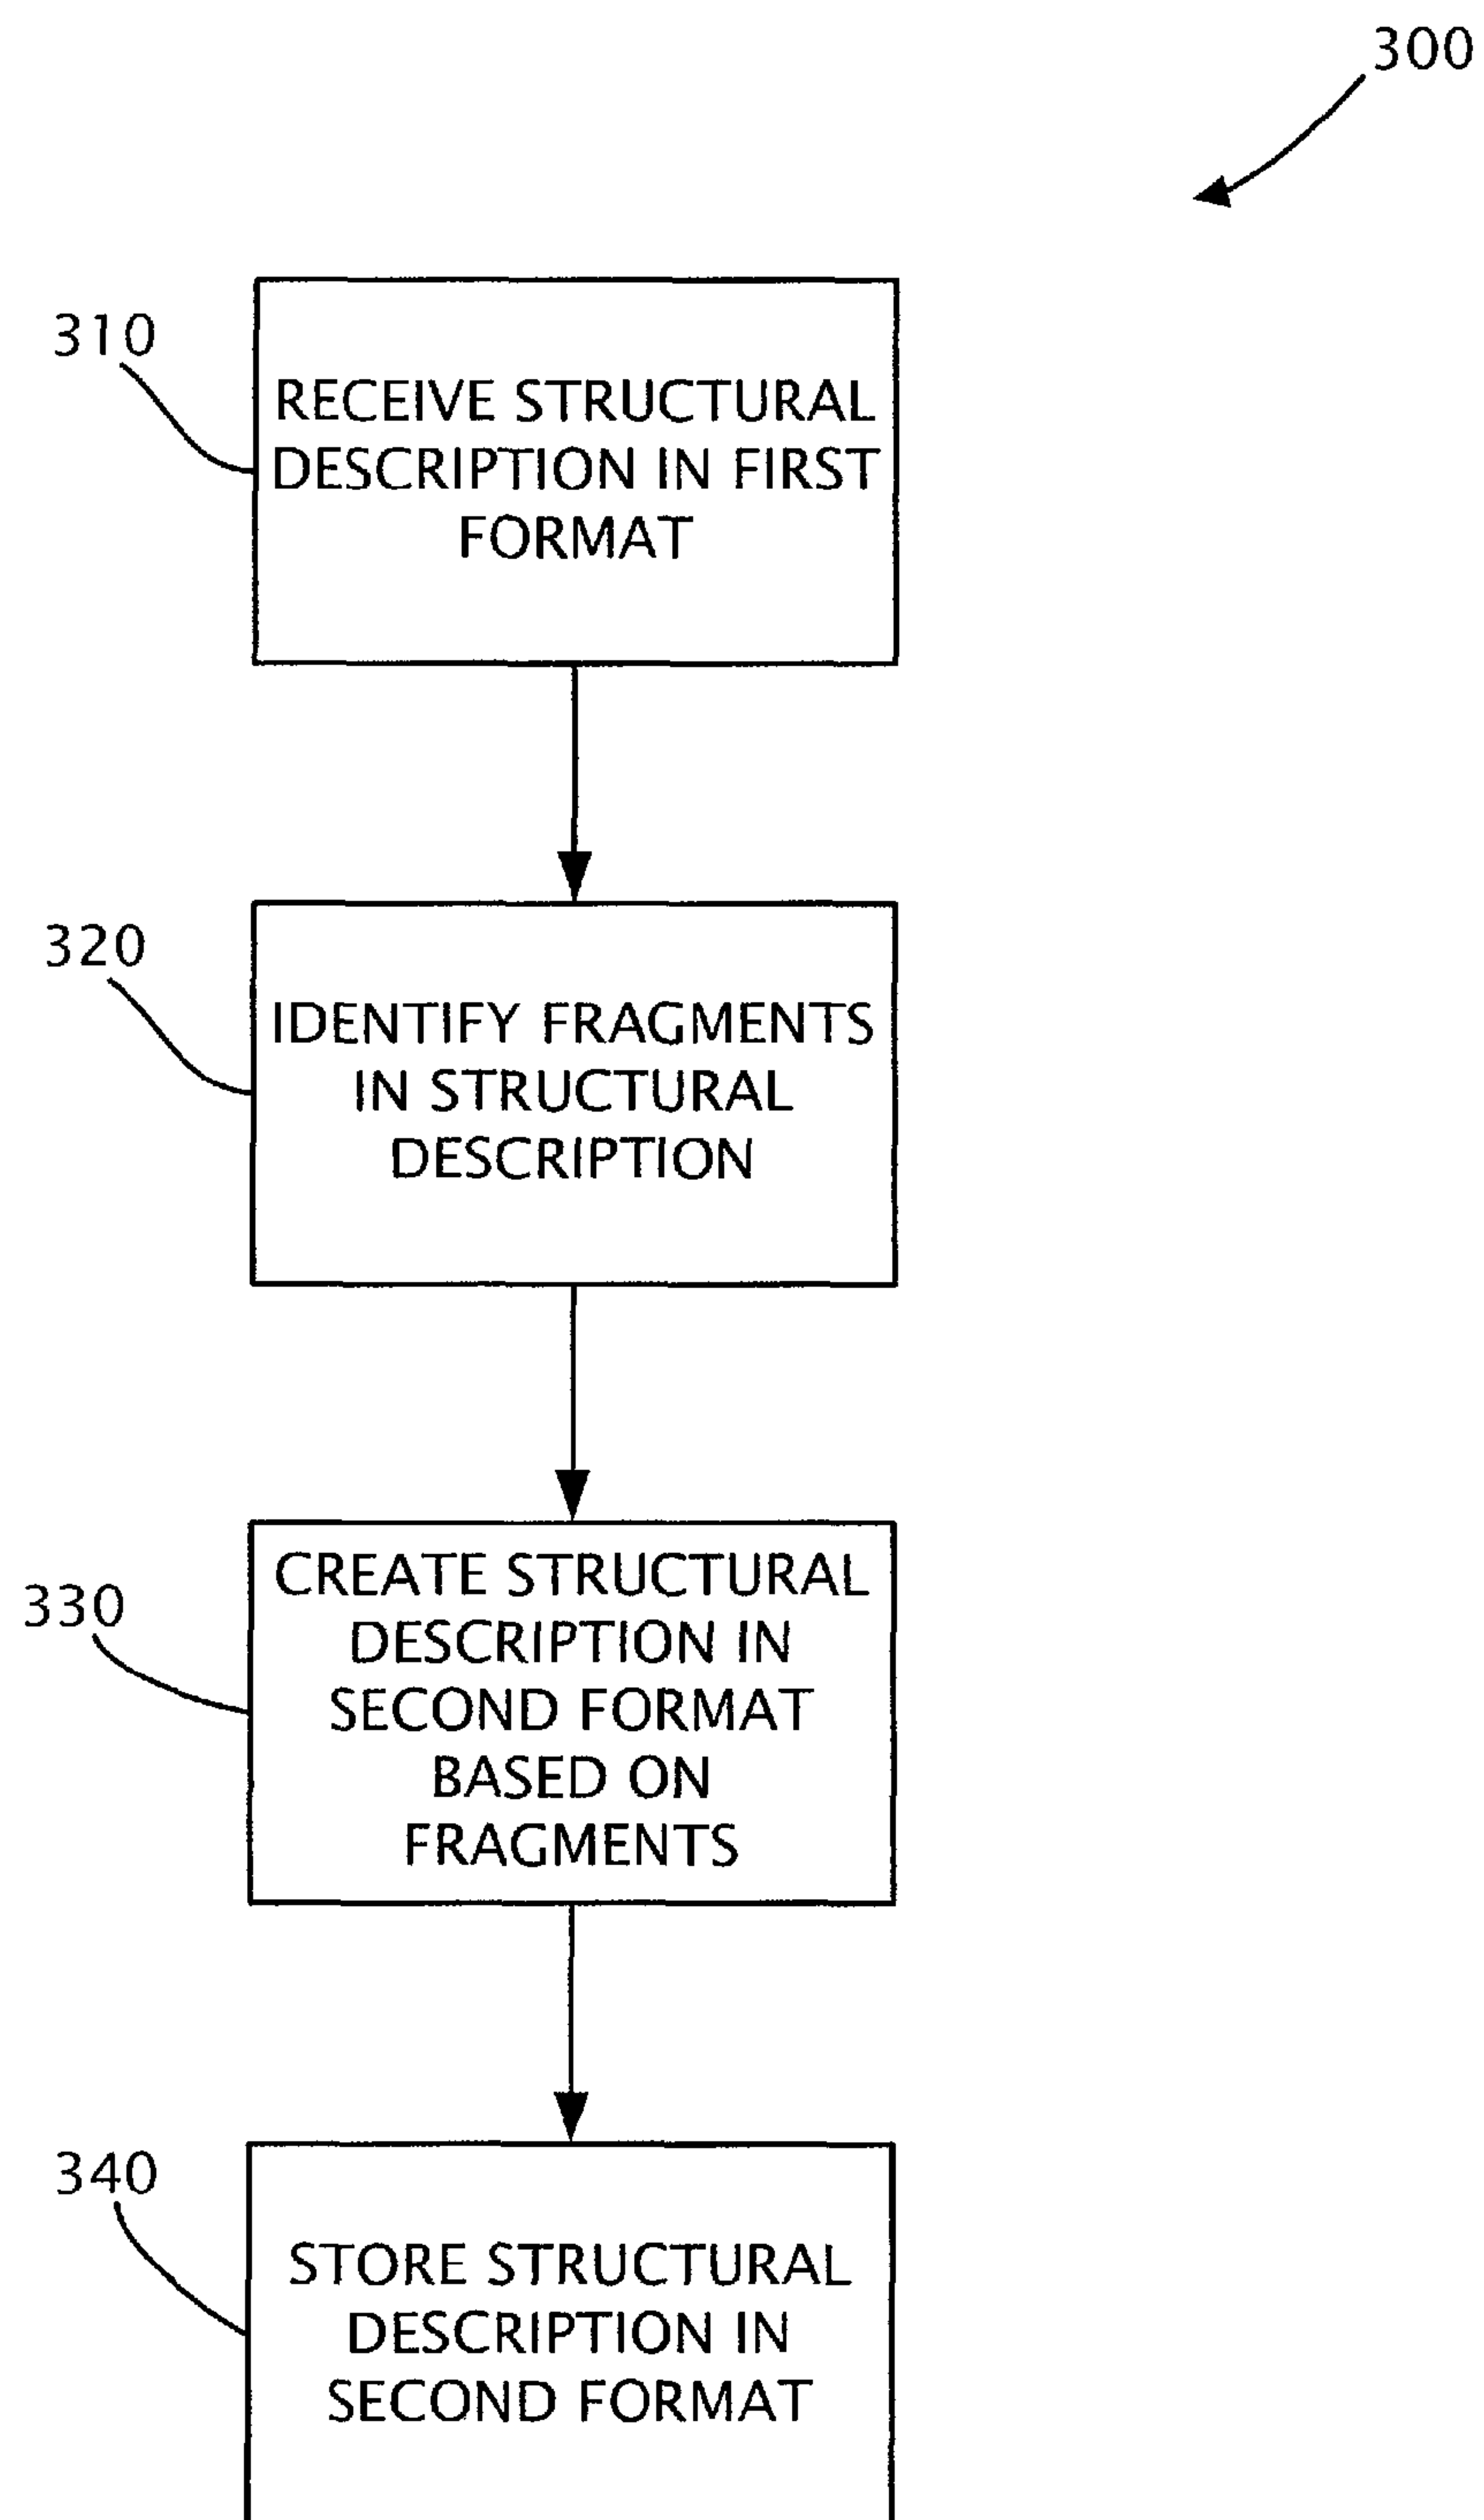 300
310
RECEIVE STRUCTURAL
DESCRIPTION IN FIRST
FORMAT
320
IDENTIFY FRAGMENTS
IN STRUCTURAL
DESCRIPTION
330
CREATE STRUCTURAL
DESCRIPTION IN
SECOND FORMAT
BASED ON
FRAGMENTS
340
STORE STRUCTURAL
DESCRIPTION IN
SECOND FORMAT